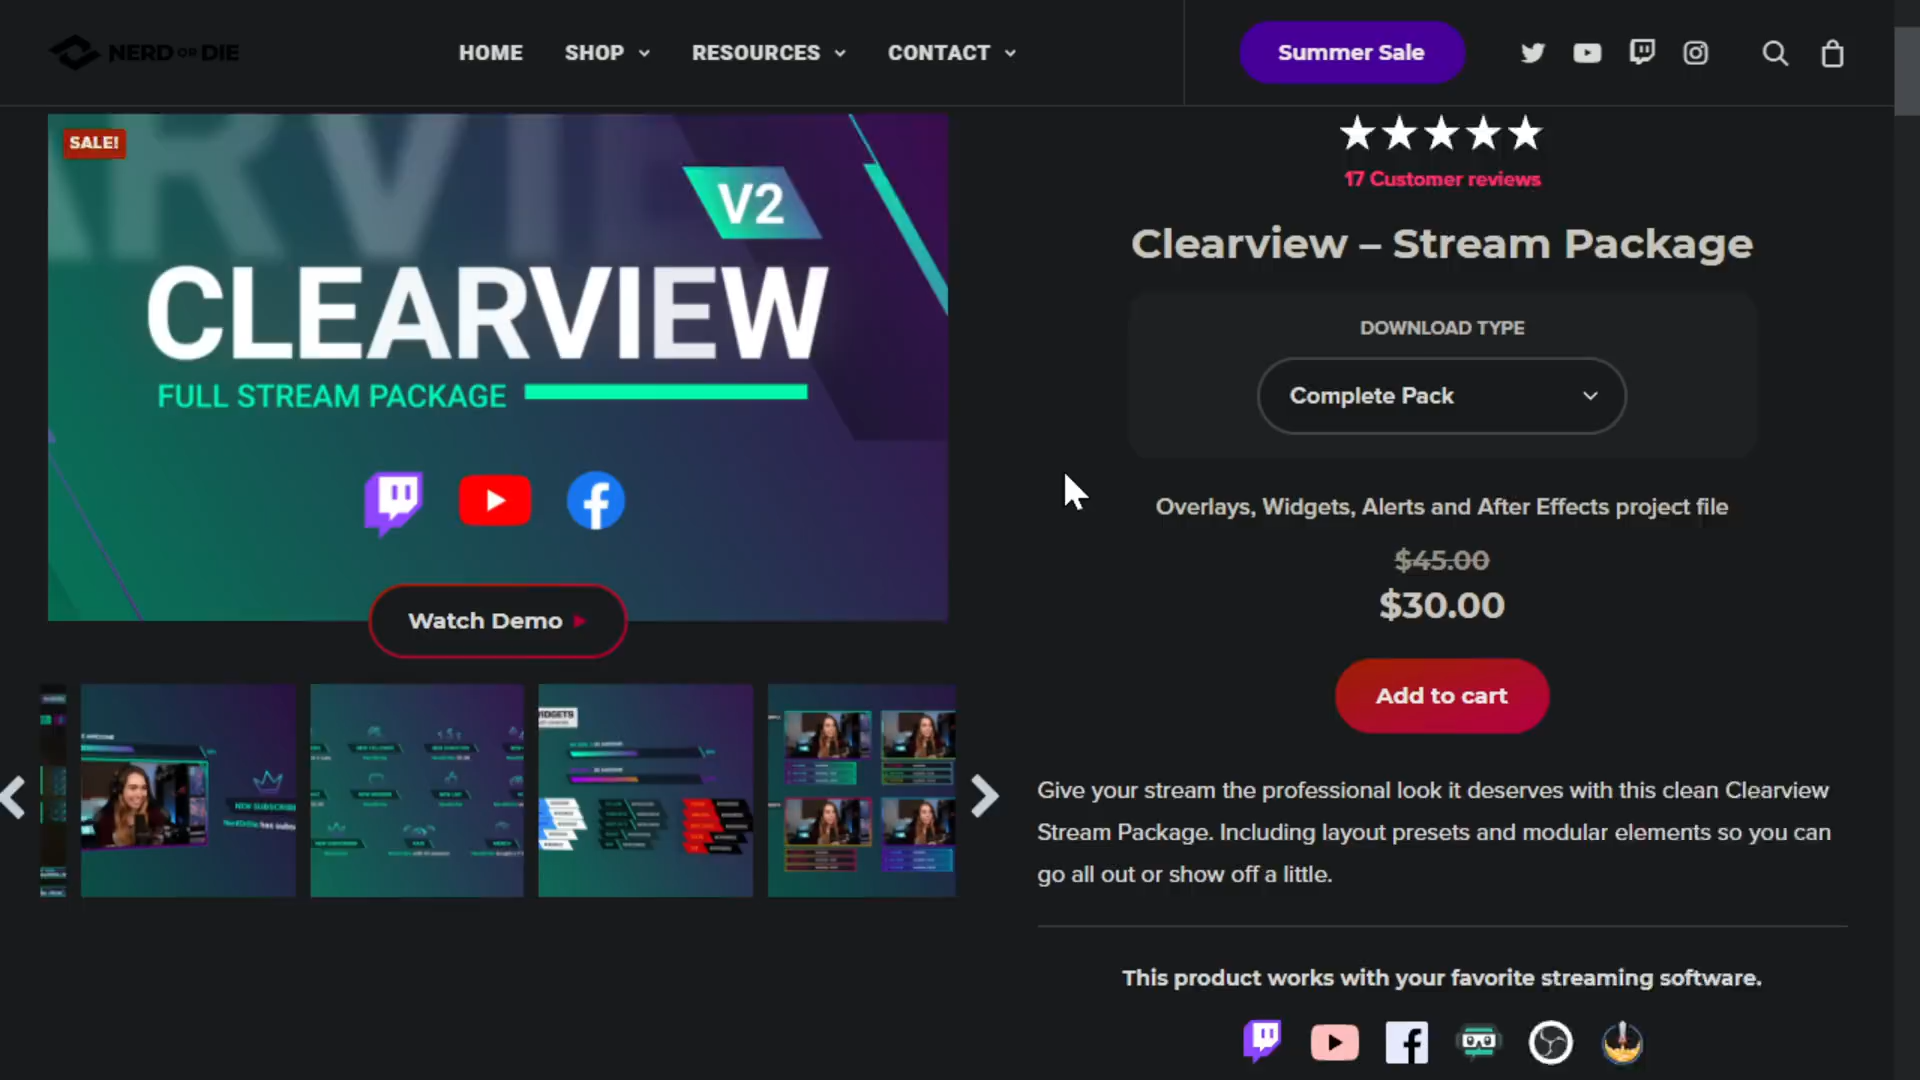 NERD OR DIE
HOME
SHOP
RESOURCES
CONTACT
Summer Sale
SALE!
ARVIE
V2
CLEARVIEW
FULL STREAM PACKAGE
Watch Demo
17 Customer reviews
Clearview – Stream Package
DOWNLOAD TYPE
Complete Pack
Overlays, Widgets, Alerts and After Effects project file
$45.00
$30.00
Add to cart
Give your stream the professional look it deserves with this clean Clearview
Stream Package. Including layout presets and modular elements so you can
go all out or show off a little.
This product works with your favorite streaming software.